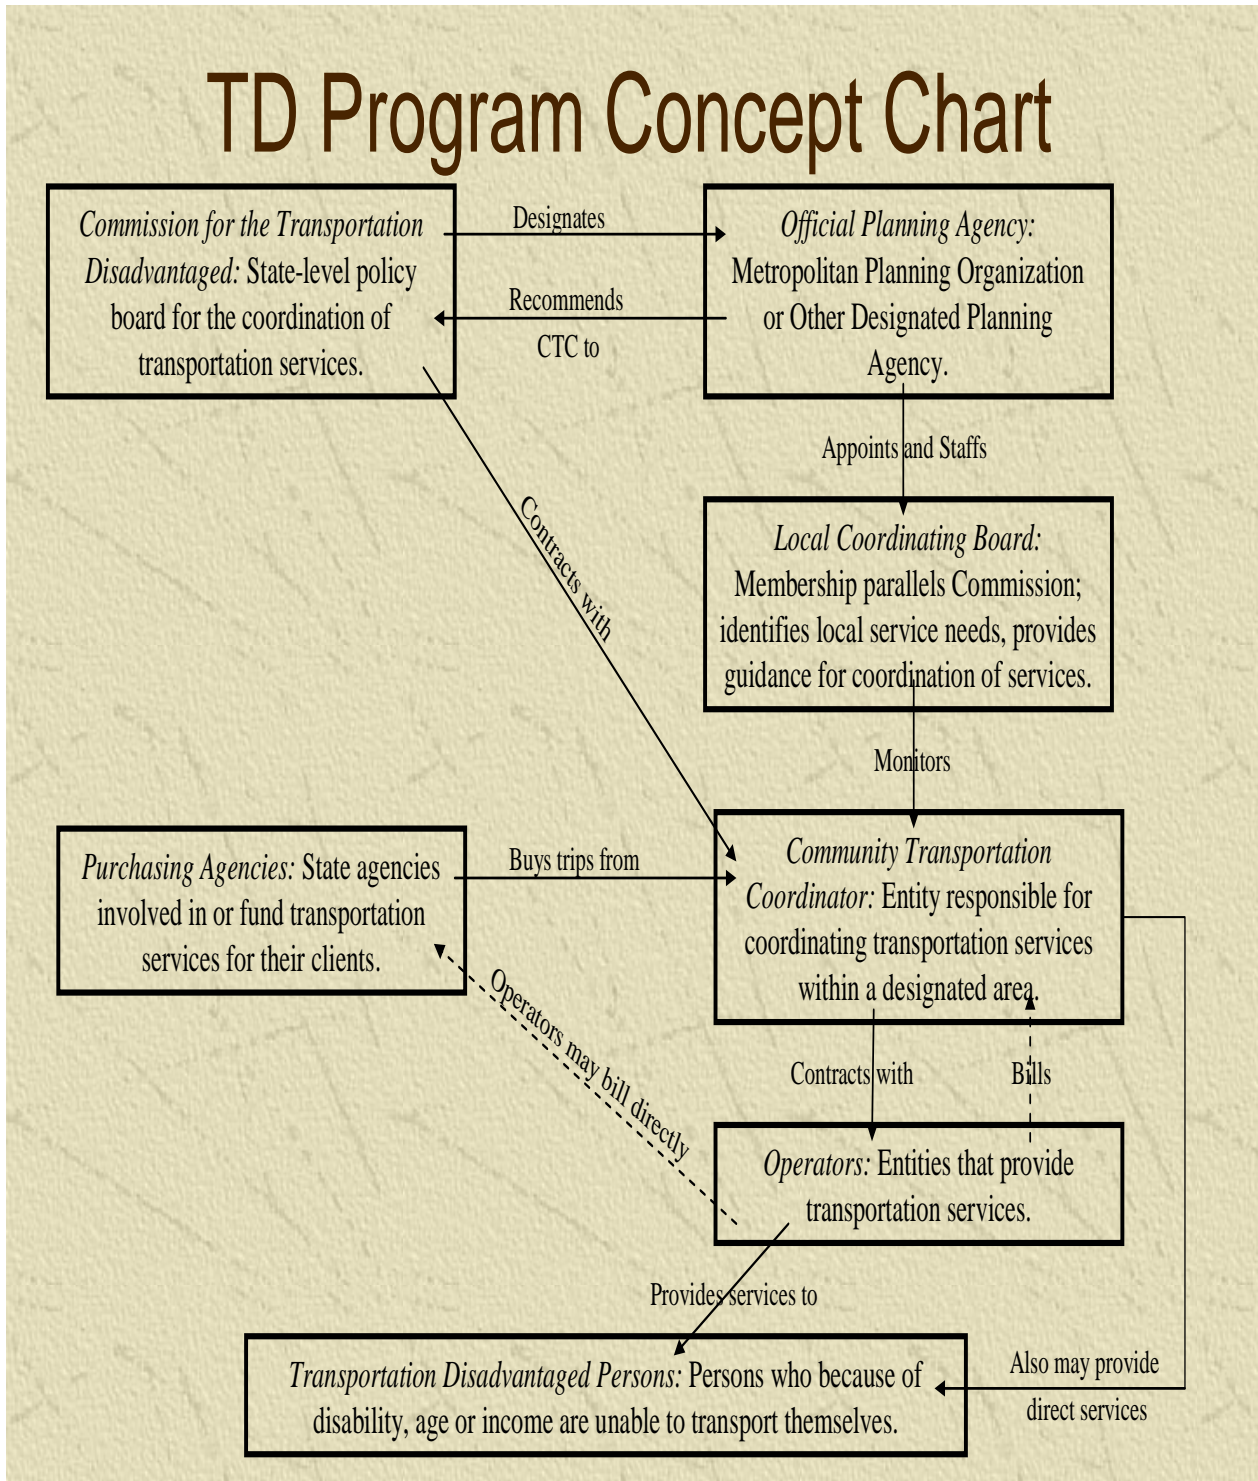 TD Program Concept Chart
Commission for the Transportation
Disadvantaged: State-level policy
board for the coordination of
transportation services.
Designates
Recommends
CTC to
Official Planning Agency:
Metropolitan Planning Organization
or Other Designated Planning
Agency.
Appoints and Staffs
Contracts with
Local Coordinating Board:
Membership parallels Commission;
identifies local service needs, provides
guidance for coordination of services.
Monitors
Purchasing Agencies: State agencies
involved in or fund transportation
services for their clients.
Buys trips from
Community Transportation
Coordinator: Entity responsible for
coordinating transportation services
within a designated area.
Operators may bill directly
Contracts with
Bills
Operators: Entities that provide
transportation services.
Provides services to
Transportation Disadvantaged Persons: Persons who because of
disability, age or income are unable to transport themselves.
Also may provide
direct services